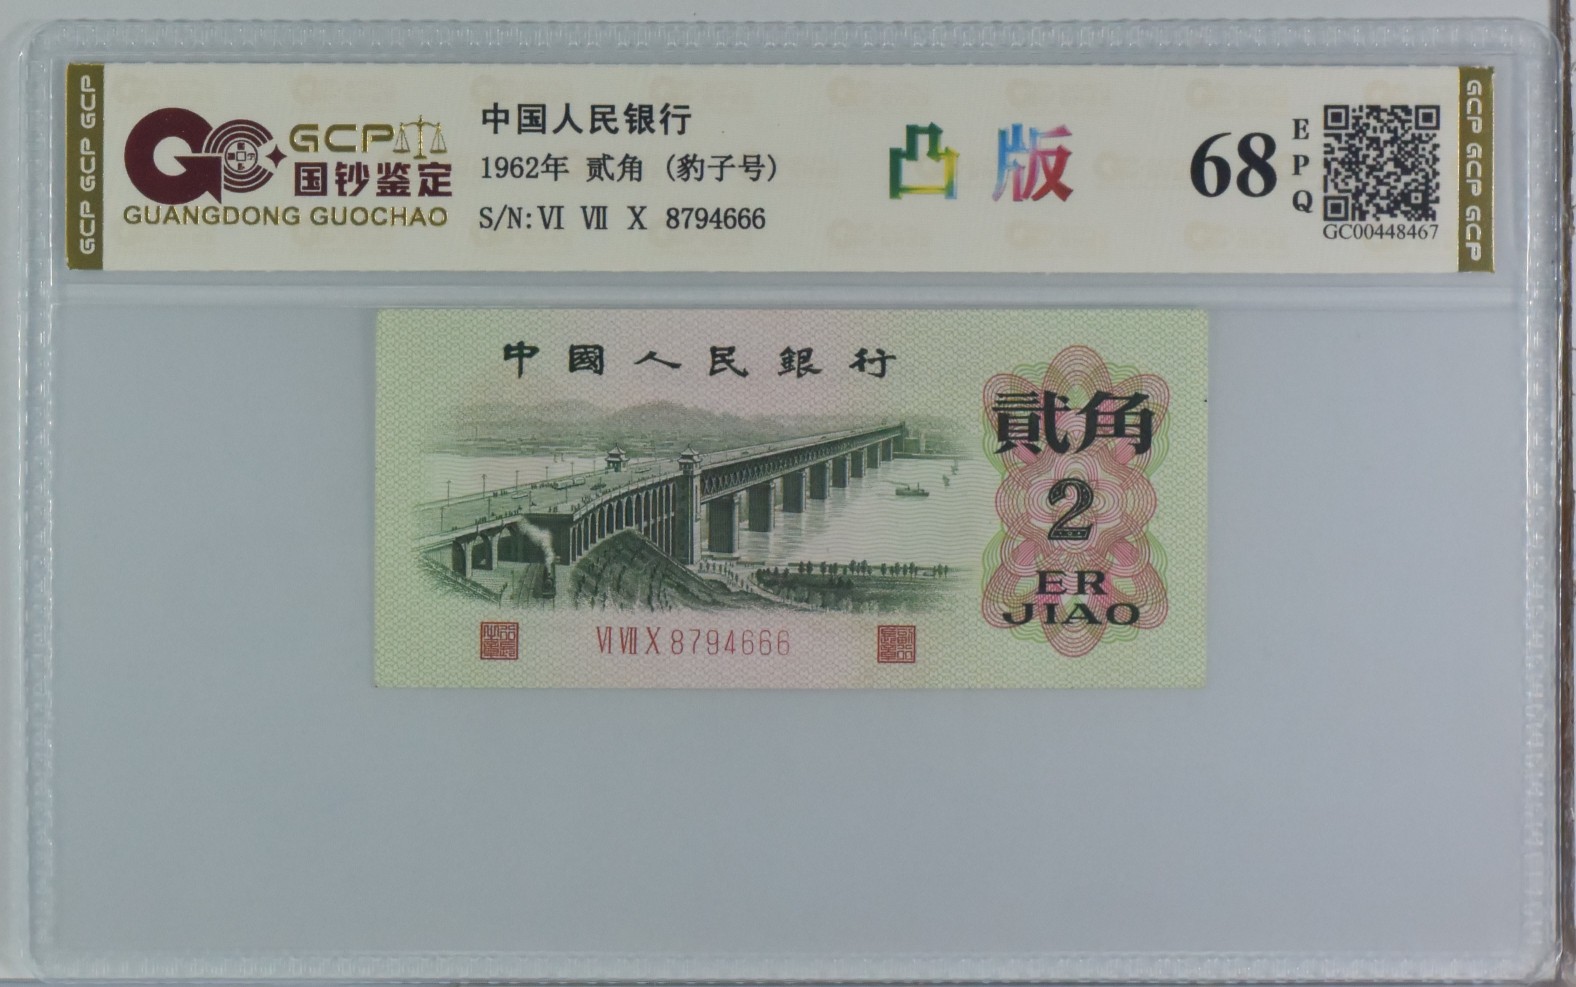 GCP GCP GCP
GCP
国钞鉴定
GUANGDONG GUOCHAO
中国人民银行
1962年 贰角 (豹子号)
S/N: VI VII X 8794666
凸版
68
EPQ
GC00448467
GCP GCP GCP
中國人民銀行
貳角
2
ER
JIAO
VI VII X 8794666